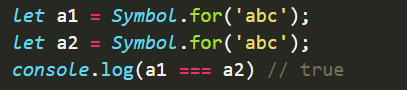 let a1 = Symbol.for('abc');
let a2 = Symbol.for('abc');
console.log(a1 === a2) // true